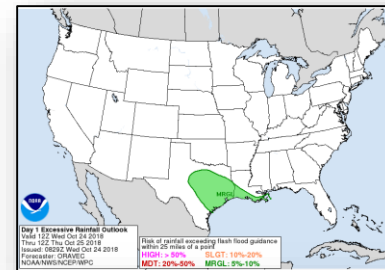 MRGL
noaa
Day 1 Excessive Rainfall Outlook
Valid 12Z Wed Oct 24 2018
Thru 12Z Thu Oct 25 2018
Issued: 0829Z Wed Oct 24 2018
Forecaster: ORAVEC
NOAA/NWS/NCEP/WPC
Risk of rainfall exceeding flash flood guidance
within 25 miles of a point
HIGH: > 50% SLGT: 10%-20%
MDT: 20%-50% MRGL: 5%-10%